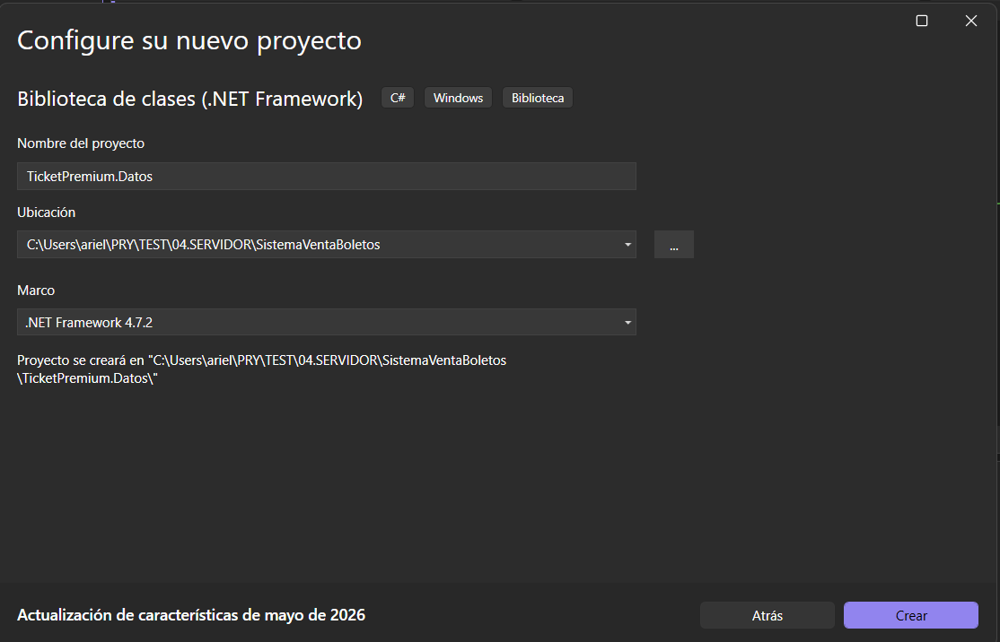 Configure su nuevo proyecto
Biblioteca de clases (.NET Framework) C# Windows Biblioteca
Nombre del proyecto
TicketPremium.Datos
Ubicación
C:\Users\ariel\PRY\TEST\04.SERVIDOR\SistemaVentaBoletos ...
Marco
.NET Framework 4.7.2
Proyecto se creará en "C:\Users\ariel\PRY\TEST\04.SERVIDOR\SistemaVentaBoletos
\TicketPremium.Datos\"
Actualización de características de mayo de 2026 Atrás Crear